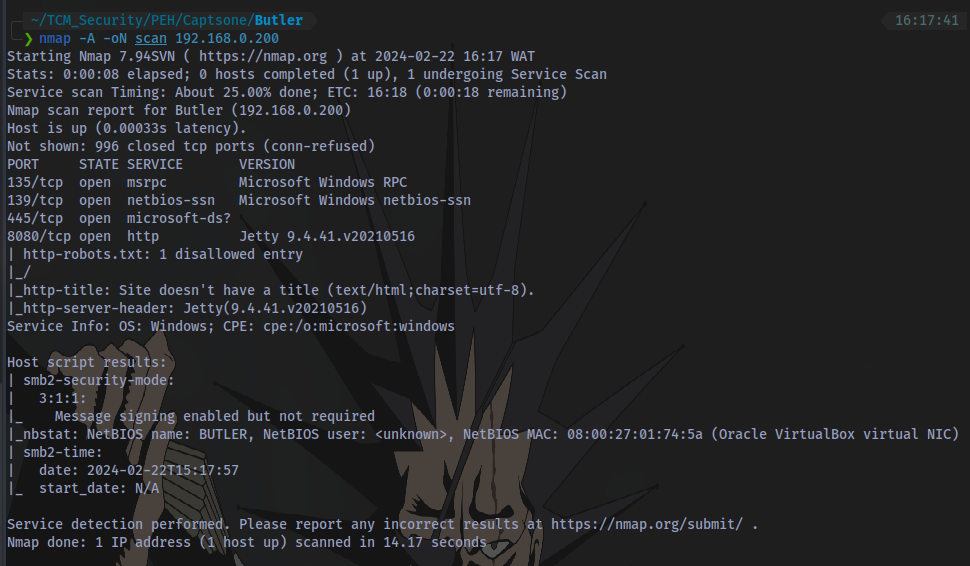 ~/TCM_Security/PEH/Captsone/Butler 16:17:41
❯ nmap -A -oN scan 192.168.0.200
Starting Nmap 7.94SVN ( https://nmap.org ) at 2024-02-22 16:17 WAT
Stats: 0:00:08 elapsed; 0 hosts completed (1 up), 1 undergoing Service Scan
Service scan Timing: About 25.00% done; ETC: 16:18 (0:00:18 remaining)
Nmap scan report for Butler (192.168.0.200)
Host is up (0.00033s latency).
Not shown: 996 closed tcp ports (conn-refused)
PORT     STATE SERVICE       VERSION
135/tcp  open  msrpc         Microsoft Windows RPC
139/tcp  open  netbios-ssn   Microsoft Windows netbios-ssn
445/tcp  open  microsoft-ds?
8080/tcp open  http          Jetty 9.4.41.v20210516
| http-robots.txt: 1 disallowed entry
|_/
|_http-title: Site doesn't have a title (text/html;charset=utf-8).
|_http-server-header: Jetty(9.4.41.v20210516)
Service Info: OS: Windows; CPE: cpe:/o:microsoft:windows
Host script results:
| smb2-security-mode:
|   3:1:1:
|_    Message signing enabled but not required
|_nbstat: NetBIOS name: BUTLER, NetBIOS user: <unknown>, NetBIOS MAC: 08:00:27:01:74:5a (Oracle VirtualBox virtual NIC)
| smb2-time:
|   date: 2024-02-22T15:17:57
|_  start_date: N/A
Service detection performed. Please report any incorrect results at https://nmap.org/submit/ .
Nmap done: 1 IP address (1 host up) scanned in 14.17 seconds